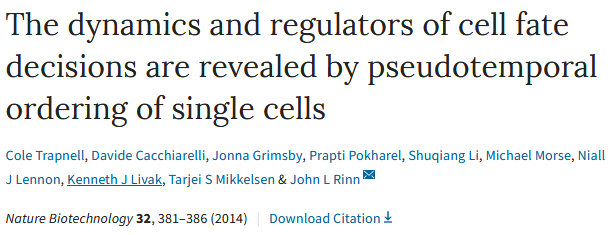 The dynamics and regulators of cell fate
decisions are revealed by pseudotemporal
ordering of single cells
Cole Trapnell, Davide Cacchiarelli, Jonna Grimsby, Prapti Pokharel, Shuqiang Li, Michael Morse, Niall
J Lennon, Kenneth J Livak, Tarjei S Mikkelsen & John L Rinn
Nature Biotechnology 32, 381–386 (2014) | Download Citation